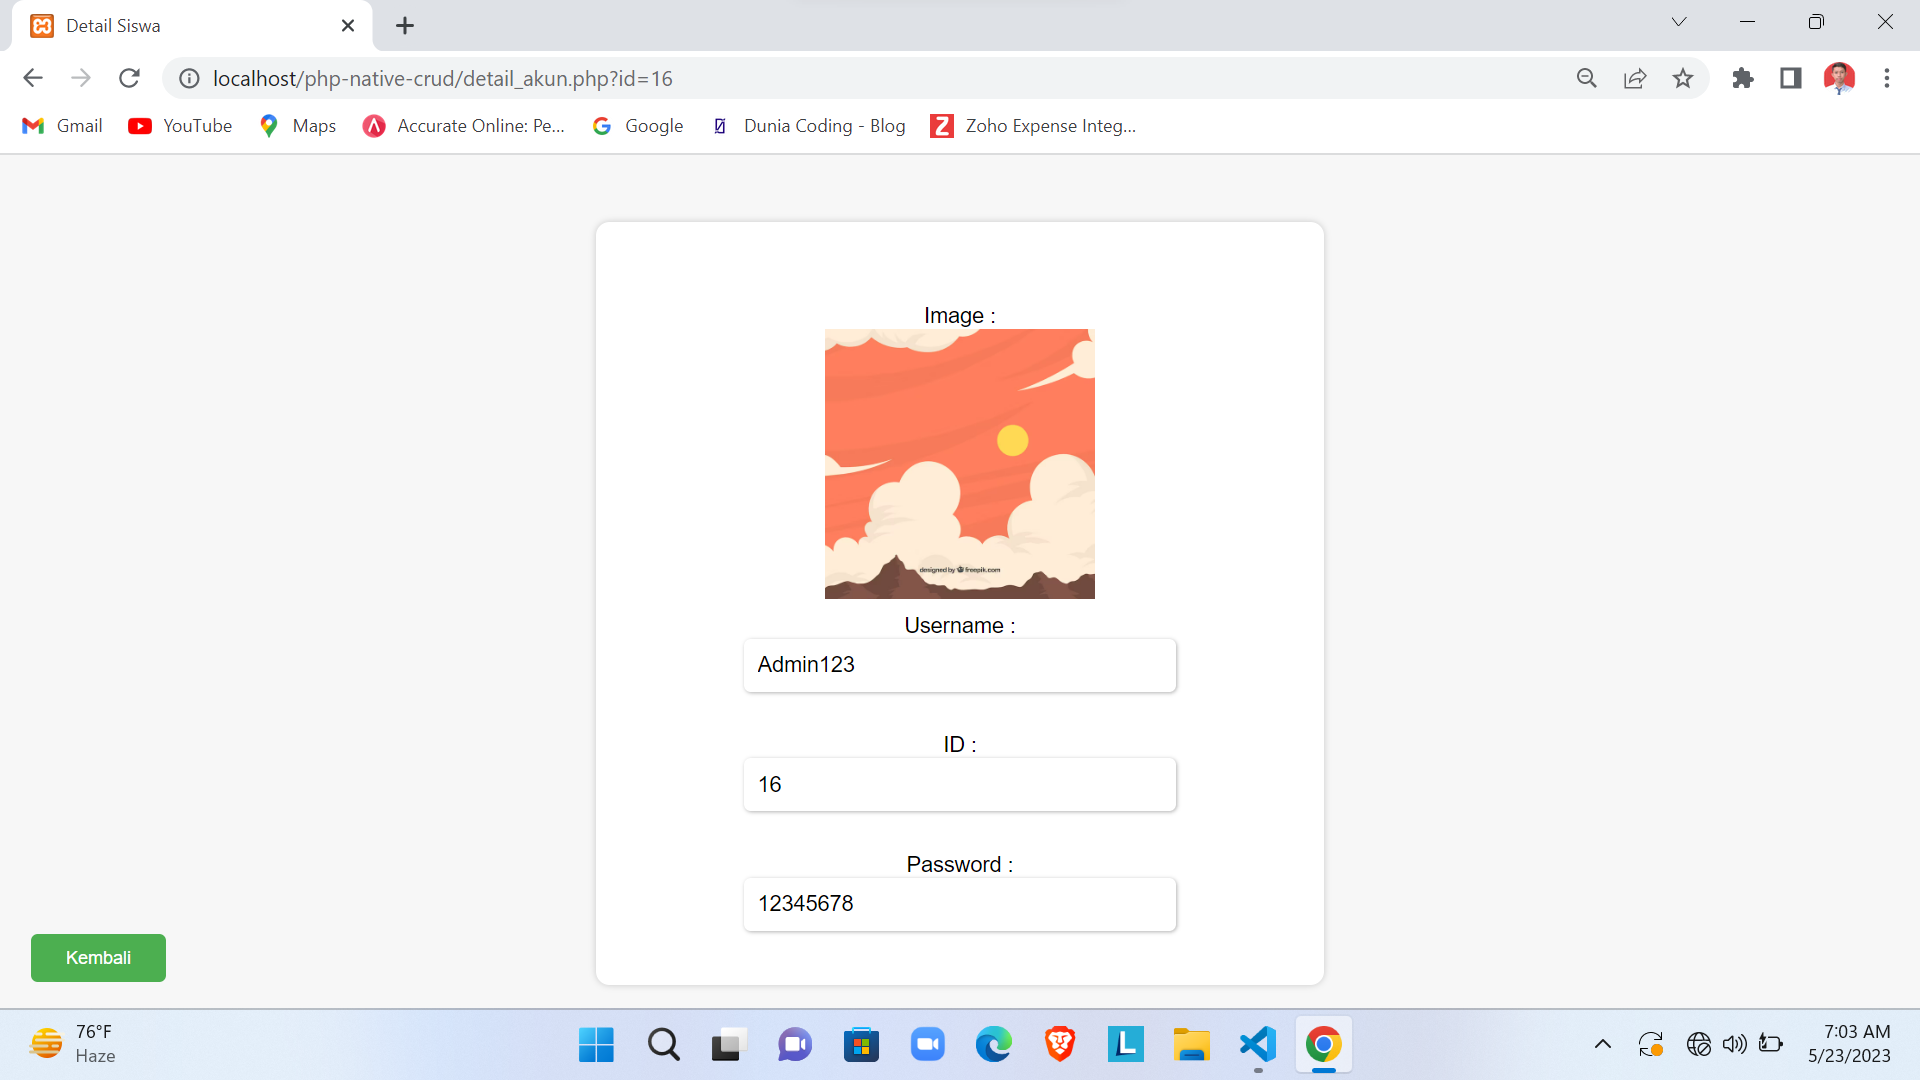 Detail Siswa
localhost/php-native-crud/detail_akun.php?id=16
Gmail YouTube Maps Accurate Online: Pe... Google Dunia Coding - Blog Zoho Expense Integ...
Image :
designed by freepik.com
Username :
Admin123
ID :
16
Password :
12345678
Kembali
76°F
Haze
7:03 AM
5/23/2023